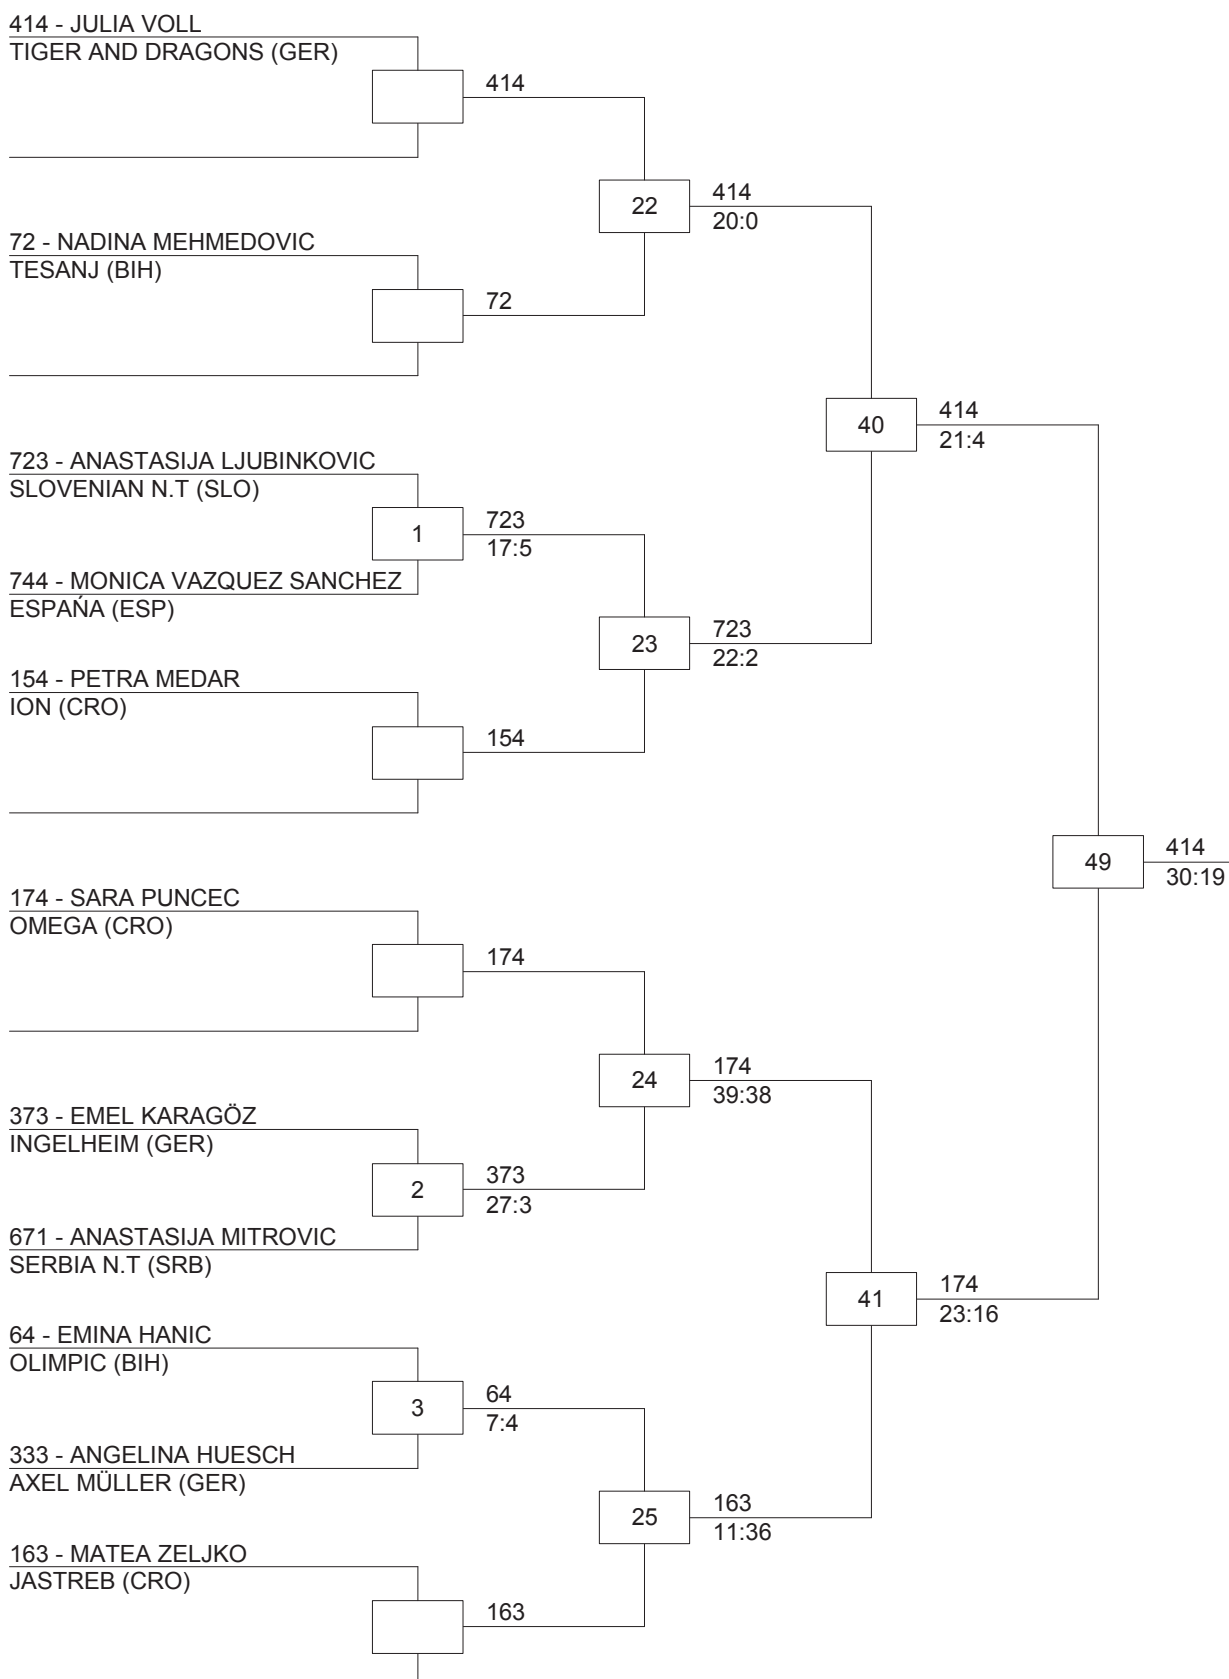 414 - JULIA VOLL
TIGER AND DRAGONS (GER)
414
22
414
20:0
72 - NADINA MEHMEDOVIC
TESANJ (BIH)
72
40
414
21:4
723 - ANASTASIJA LJUBINKOVIC
SLOVENIAN N.T (SLO)
1
723
17:5
744 - MONICA VAZQUEZ SANCHEZ
ESPAŃA (ESP)
23
723
22:2
154 - PETRA MEDAR
ION (CRO)
154
49
414
30:19
174 - SARA PUNCEC
OMEGA (CRO)
174
24
174
39:38
373 - EMEL KARAGÖZ
INGELHEIM (GER)
2
373
27:3
671 - ANASTASIJA MITROVIC
SERBIA N.T (SRB)
41
174
23:16
64 - EMINA HANIC
OLIMPIC (BIH)
3
64
7:4
333 - ANGELINA HUESCH
AXEL MÜLLER (GER)
25
163
11:36
163 - MATEA ZELJKO
JASTREB (CRO)
163